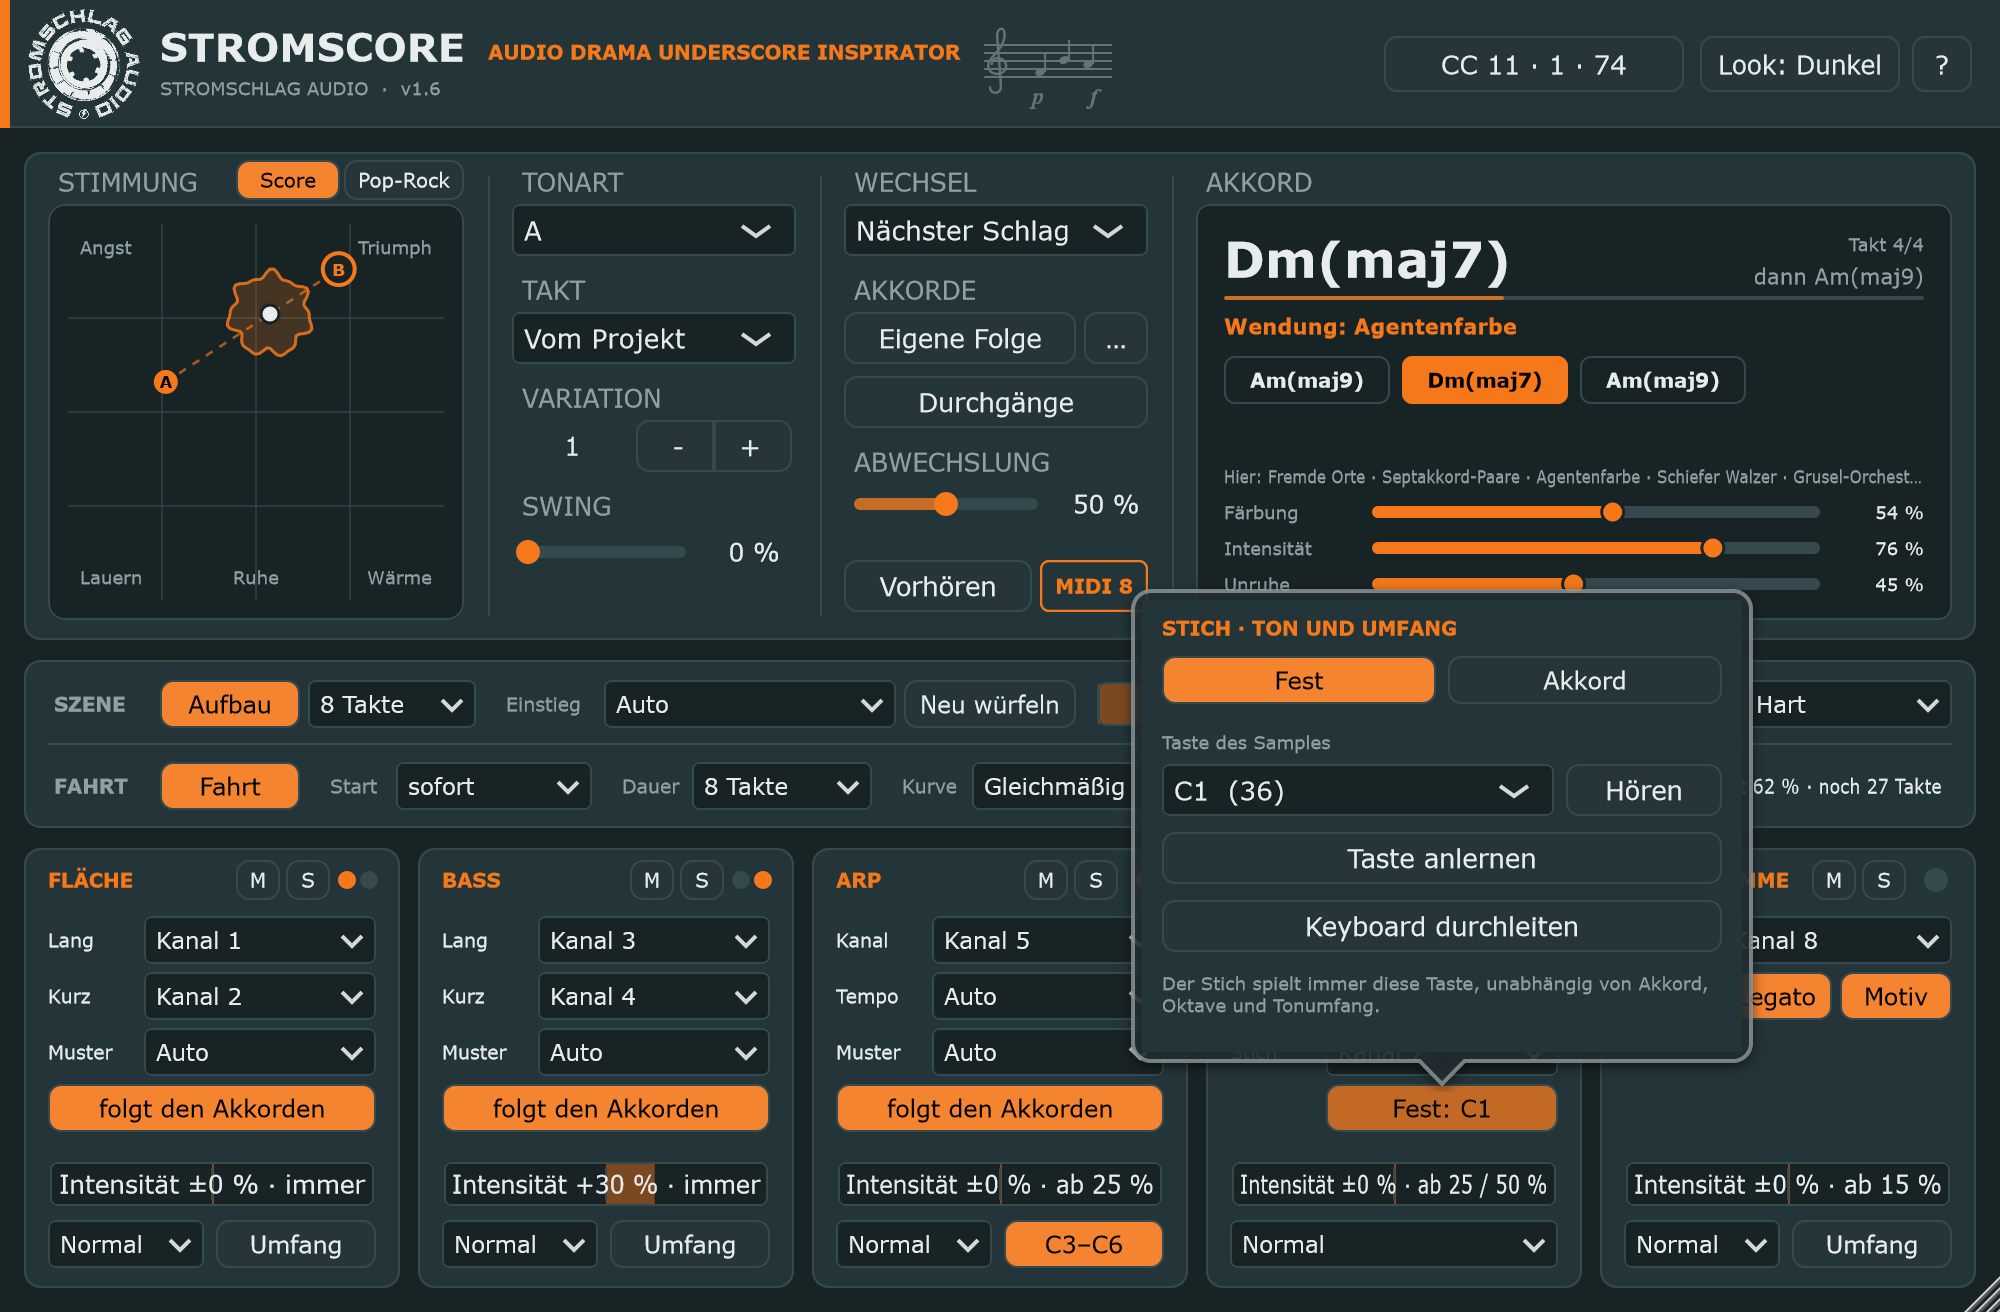 STROMSCHLAG AUDIO
STROMSCORE
AUDIO DRAMA UNDERSCORE INSPIRATOR
STROMSCHLAG AUDIO · v1.6
p f
CC 11 · 1 · 74
Look: Dunkel
?
STIMMUNG
Score
Pop-Rock
Angst
Triumph
B
A
Lauern
Ruhe
Wärme
TONART
A
TAKT
Vom Projekt
VARIATION
1
-
+
SWING
0 %
WECHSEL
Nächster Schlag
AKKORDE
Eigene Folge
...
Durchgänge
ABWECHSLUNG
50 %
Vorhören
MIDI 8
AKKORD
Dm(maj7)
Takt 4/4
dann Am(maj9)
Wendung: Agentenfarbe
Am(maj9)
Dm(maj7)
Am(maj9)
Hier: Fremde Orte · Septakkord-Paare · Agentenfarbe · Schiefer Walzer · Grusel-Orchest...
Färbung
54 %
Intensität
76 %
Unruhe
45 %
SZENE
Aufbau
8 Takte
Einstieg
Auto
Neu würfeln
Hart
FAHRT
Fahrt
Start
sofort
Dauer
8 Takte
Kurve
Gleichmäßig
62 % · noch 27 Takte
STICH · TON UND UMFANG
Fest
Akkord
Taste des Samples
C1 (36)
Hören
Taste anlernen
Keyboard durchleiten
Der Stich spielt immer diese Taste, unabhängig von Akkord,
Oktave und Tonumfang.
FLÄCHE
M
S
Lang
Kanal 1
Kurz
Kanal 2
Muster
Auto
folgt den Akkorden
Intensität ±0 % · immer
Normal
Umfang
BASS
M
S
Lang
Kanal 3
Kurz
Kanal 4
Muster
Auto
folgt den Akkorden
Intensität +30 % · immer
Normal
Umfang
ARP
M
S
Kanal
Kanal 5
Tempo
Auto
Muster
Auto
folgt den Akkorden
Intensität ±0 % · ab 25 %
Normal
C3–C6
Stich
Kanal 7
Fest: C1
Intensität ±0 % · ab 25 / 50 %
Normal
MME
M
S
anal 8
egato
Motiv
Intensität ±0 % · ab 15 %
Normal
Umfang